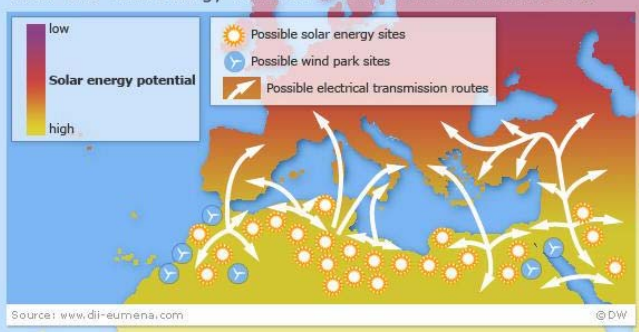 low
Solar energy potential
high
Possible solar energy sites
Possible wind park sites
Possible electrical transmission routes
Source: www.dii-eumena.com
©DW